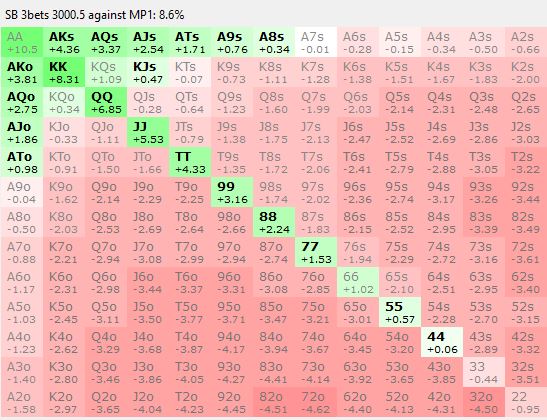 SB 3bets 3000.5 against MP1: 8.6%
AA AKs AQs AJs ATs A9s A8s A7s A6s A5s A4s A3s A2s
+10.5 +4.36 +3.37 +2.54 +1.71 +0.76 +0.34 -0.01 -0.28 -0.15 -0.34 -0.50 -0.66
AKo KK KQs KJs KTs K9s K8s K7s K6s K5s K4s K3s K2s
+3.81 +8.31 +1.09 +0.47 -0.07 -0.73 -1.11 -1.28 -1.38 -1.51 -1.67 -1.83 -2.00
AQo KQo QQ QJs QTs Q9s Q8s Q7s Q6s Q5s Q4s Q3s Q2s
+2.75 +0.34 +6.85 -0.28 -0.64 -1.23 -1.60 -1.99 -2.03 -2.14 -2.31 -2.48 -2.65
AJo KJo QJo JJ JTs J9s J8s J7s J6s J5s J4s J3s J2s
+1.86 -0.33 -1.11 +5.53 -0.79 -1.38 -1.75 -2.13 -2.47 -2.52 -2.69 -2.86 -3.03
ATo KTo QTo JTo TT T9s T8s T7s T6s T5s T4s T3s T2s
+0.98 -0.91 -1.50 -1.66 +4.33 -1.35 -1.72 -2.06 -2.41 -2.79 -2.88 -3.05 -3.22
A9o K9o Q9o J9o T9o 99 98s 97s 96s 95s 94s 93s 92s
-0.04 -1.62 -2.14 -2.29 -2.25 +3.16 -1.74 -2.02 -2.36 -2.74 -3.17 -3.26 -3.44
A8o K8o Q8o J8o T8o 98o 88 87s 86s 85s 84s 83s 82s
-0.50 -2.03 -2.53 -2.68 -2.64 -2.66 +2.24 -1.83 -2.15 -2.52 -2.95 -3.39 -3.49
A7o K7o Q7o J7o T7o 97o 87o 77 76s 75s 74s 73s 72s
-0.88 -2.21 -2.94 -3.08 -2.99 -2.94 -2.74 +1.53 -1.94 -2.29 -2.72 -3.16 -3.61
A6o K6o Q6o J6o T6o 96o 86o 76o 66 65s 64s 63s 62s
-1.17 -2.31 -2.98 -3.44 -3.37 -3.31 -3.08 -2.85 +1.02 -2.10 -2.51 -2.95 -3.40
A5o K5o Q5o J5o T5o 95o 85o 75o 65o 55 54s 53s 52s
-1.03 -2.45 -3.11 -3.50 -3.77 -3.71 -3.47 -3.21 -3.01 +0.57 -2.28 -2.70 -3.15
A4o K4o Q4o J4o T4o 94o 84o 74o 64o 54o 44 43s 42s
-1.23 -2.62 -3.29 -3.68 -3.87 -4.17 -3.94 -3.67 -3.45 -3.20 +0.06 -2.89 -3.32
A3o K3o Q3o J3o T3o 93o 83o 73o 63o 53o 43o 33 32s
-1.40 -2.80 -3.46 -3.86 -4.05 -4.27 -4.41 -4.14 -3.92 -3.65 -3.85 -0.44 -3.51
A2o K2o Q2o J2o T2o 92o 82o 72o 62o 52o 42o 32o 22
-1.58 -2.97 -3.65 -4.04 -4.23 -4.45 -4.51 -4.62 -4.40 -4.13 -4.31 -4.50 -0.95